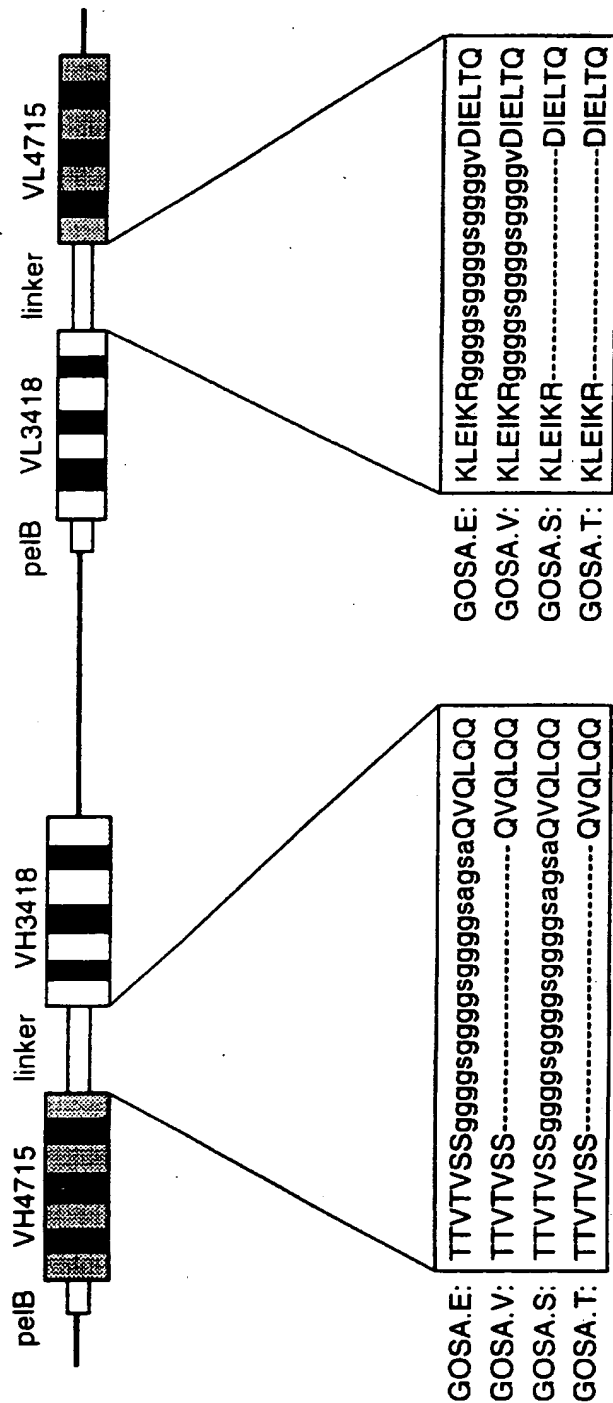 pelB VH4715 linker VH3418 pelB VL3418 linker VL4715
GOSA.E: TTVTVSSggggsggggsggggsagsaQVQLQQ
GOSA.V: TTVTVSS-------------------QVQLQQ
GOSA.S: TTVTVSSggggsggggsggggsagsaQVQLQQ
GOSA.T: TTVTVSS-------------------QVQLQQ
GOSA.E: KLEIKRggggsggggsggggvDIELTQ
GOSA.V: KLEIKRggggsggggsggggvDIELTQ
GOSA.S: KLEIKR-------------------DIELTQ
GOSA.T: KLEIKR-------------------DIELTQ